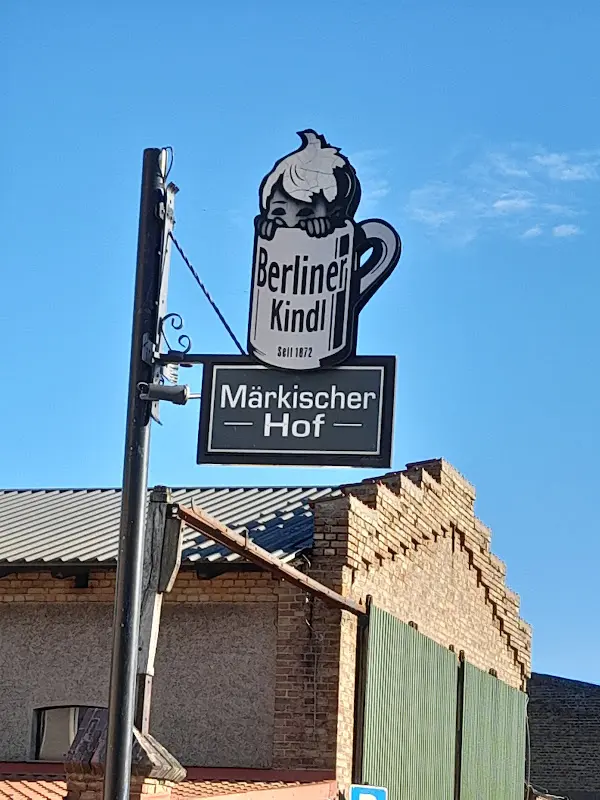 Berliner
Kindl
Seit 1872
Märkischer
Hof
P